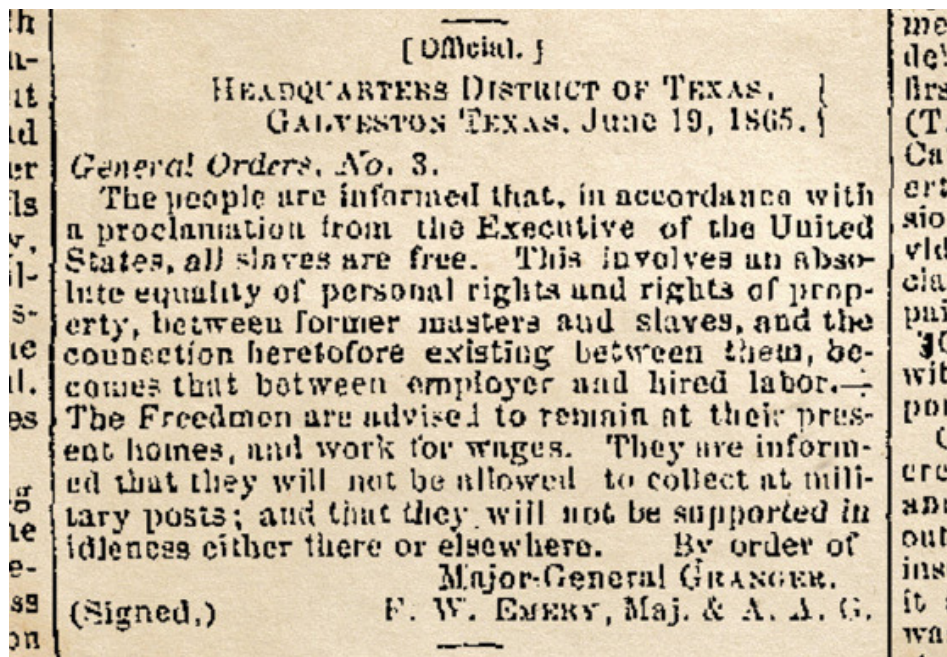 [Official.]
HEADQUARTERS DISTRICT OF TEXAS,
GALVESTON TEXAS, June 19, 1865.
General Orders, No. 3.
The people are informed that, in accordance with
a proclamation from the Executive of the United
States, all slaves are free. This involves an abso-
lute equality of personal rights and rights of prop-
erty, between former masters and slaves, and the
connection heretofore existing between them, be-
comes that between employer and hired labor.—
The Freedmen are advised to remain at their pres-
ent homes, and work for wages. They are inform-
ed that they will not be allowed to collect at mili-
tary posts; and that they will not be supported in
idleness either there or elsewhere. By order of
Major-General GRANGER.
(Signed,) F. W. EMERY, Maj. & A. A. G.